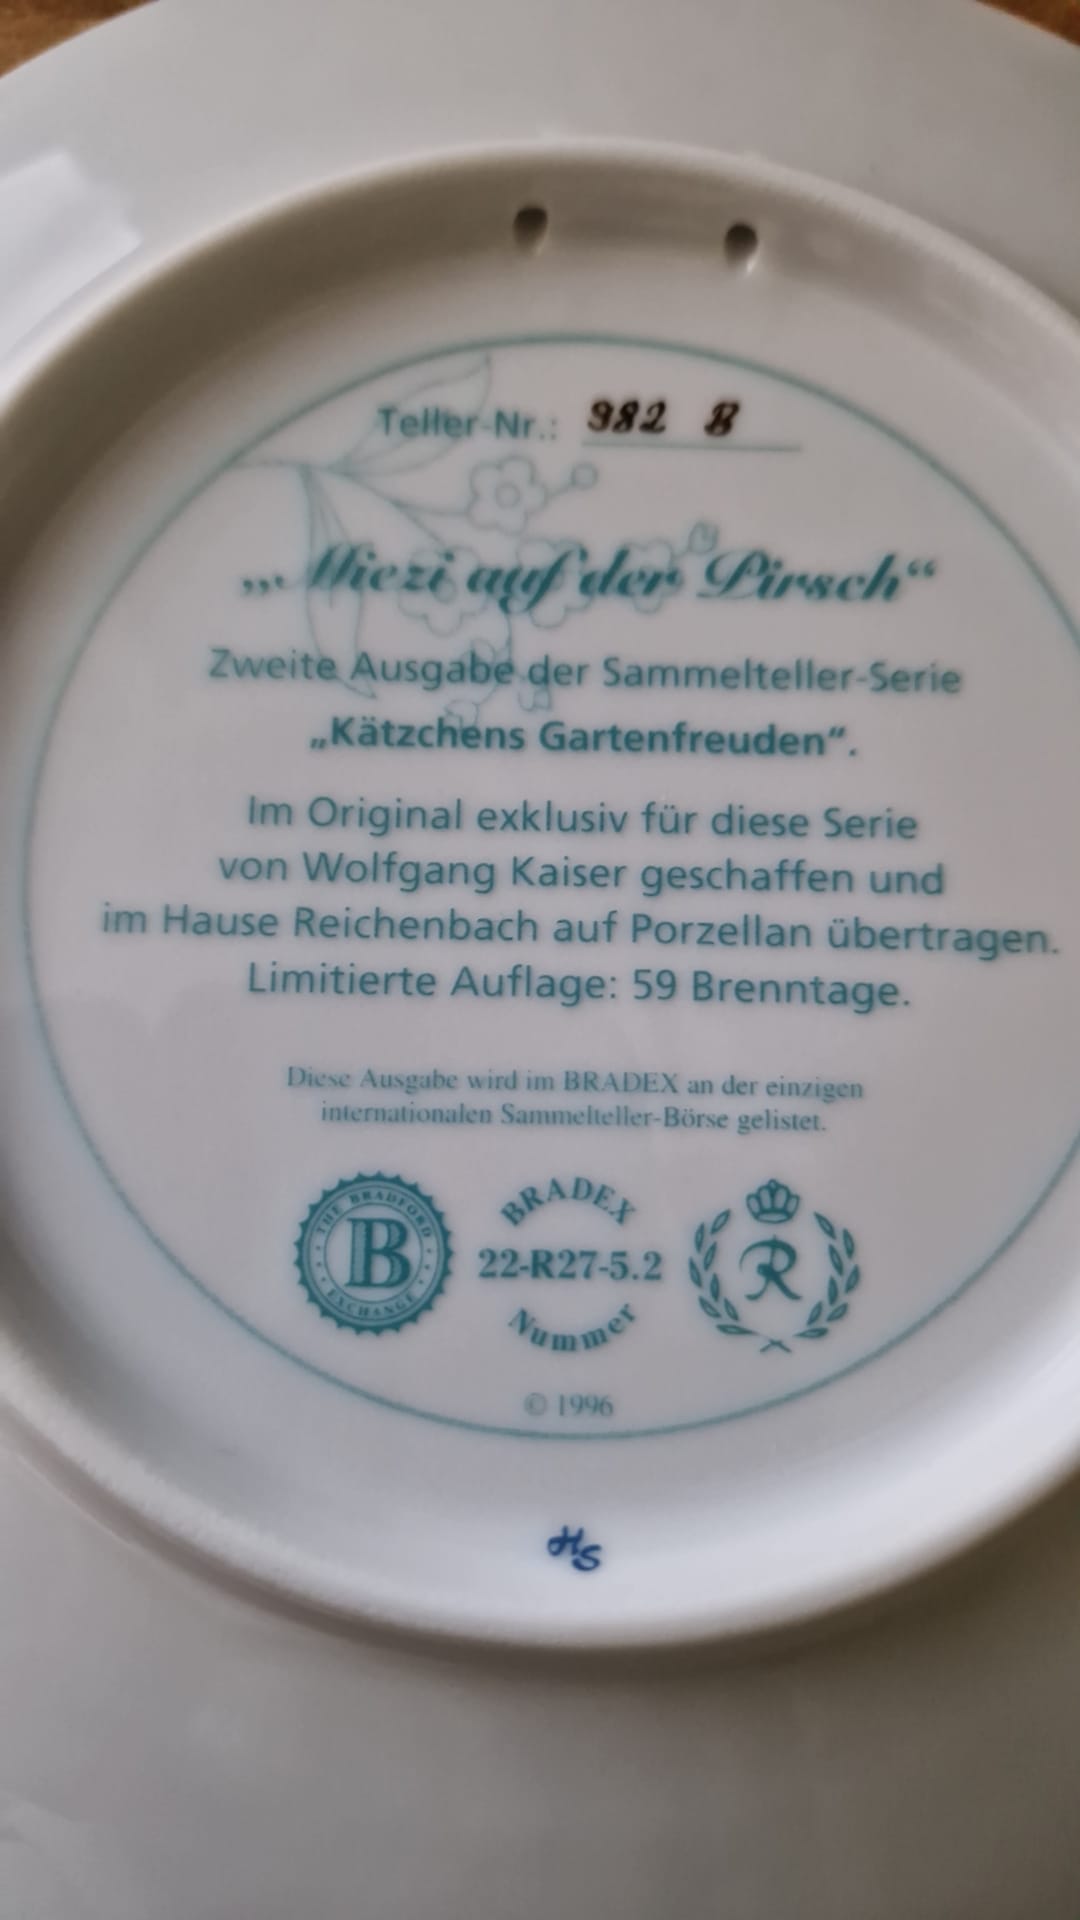 Teller-Nr.: 982 B
„Miezi auf der Pirsch“
Zweite Ausgabe der Sammelteller-Serie
„Kätzchens Gartenfreuden“.
Im Original exklusiv für diese Serie
von Wolfgang Kaiser geschaffen und
im Hause Reichenbach auf Porzellan übertragen.
Limitierte Auflage: 59 Brenntage.
Diese Ausgabe wird im BRADEX an der einzigen
internationalen Sammelteller-Börse gelistet.
THE BRADFORD
B
EXCHANGE
BRADEX
22-R27-5.2
Nummer
R
© 1996
HS